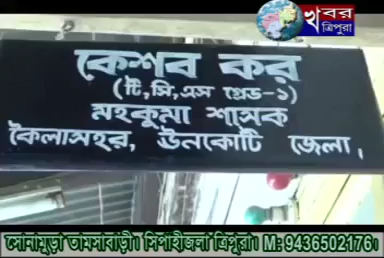 খবর
ত্রিপুরা
কেশব কর
(টি,সি,এস গ্রেড-১)
মহকুমা শাসক
কৈলাসহর, ঊনকোটি জেলা,
সোনামুড়া তামসাবাড়ী। সিপাহীজলা ত্রিপুরা। M: 9436502176।